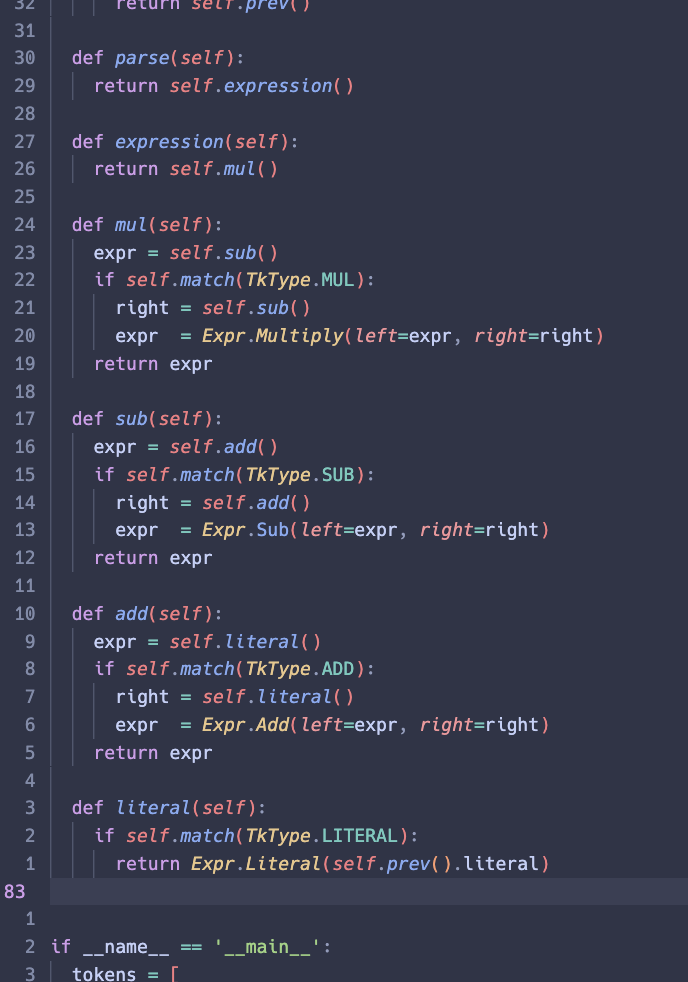 32 return self.prev()
31
30 def parse(self):
29 return self.expression()
28
27 def expression(self):
26 return self.mul()
25
24 def mul(self):
23 expr = self.sub()
22 if self.match(TkType.MUL):
21 right = self.sub()
20 expr  = Expr.Multiply(left=expr, right=right)
19 return expr
18
17 def sub(self):
16 expr = self.add()
15 if self.match(TkType.SUB):
14 right = self.add()
13 expr  = Expr.Sub(left=expr, right=right)
12 return expr
11
10 def add(self):
9 expr = self.literal()
8 if self.match(TkType.ADD):
7 right = self.literal()
6 expr  = Expr.Add(left=expr, right=right)
5 return expr
4
3 def literal(self):
2 if self.match(TkType.LITERAL):
1 return Expr.Literal(self.prev().literal)
83
1
2 if __name__ == '__main__':
3 tokens = [